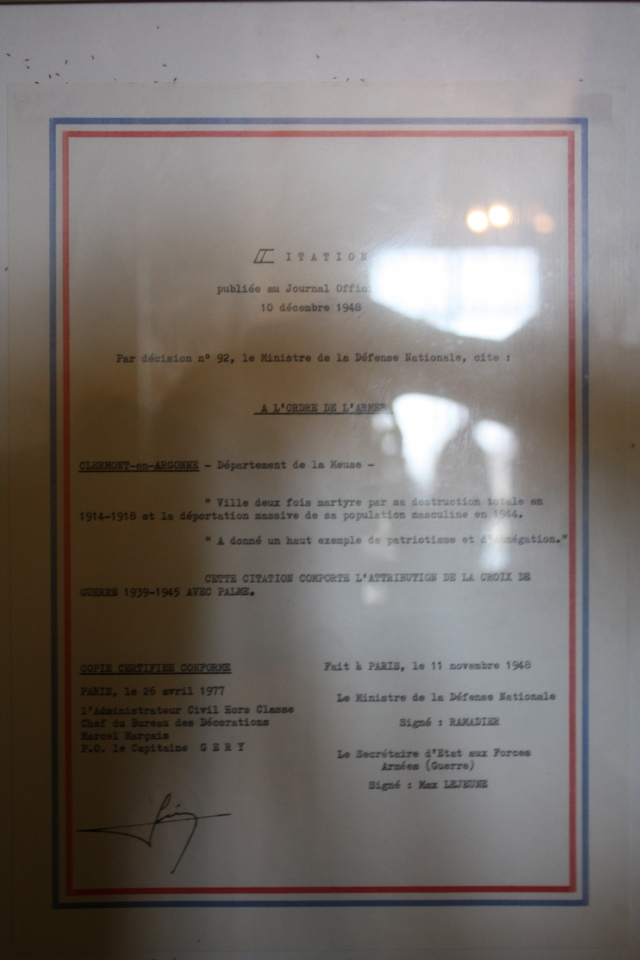 CITATION
publiée au Journal Offici
10 décembre 1948
Par décision n° 92, le Ministre de la Défense Nationale, cite :
A L'ORDRE DE L'ARMEE
CLERMONT-en-ARGONNE - Département de la Meuse -
" Ville deux fois martyre par sa destruction totale en
1914-1918 et la déportation massive de sa population masculine en 1944.
" A donné un haut exemple de patriotisme et d'abnégation."
CETTE CITATION COMPORTE L'ATTRIBUTION DE LA CROIX DE
GUERRE 1939-1945 AVEC PALME.
COPIE CERTIFIEE CONFORME
PARIS, le 26 avril 1977
l'Administrateur Civil Hors Classe
Chef du Bureau des Décorations
Marcel Marçais
P.O. le Capitaine G E R Y
Fait à PARIS, le 11 novembre 1948
Le Ministre de la Défense Nationale
Signé : RAMADIER
Le Secrétaire d'Etat aux Forces
Armées (Guerre)
Signé : Max LEJEUNE